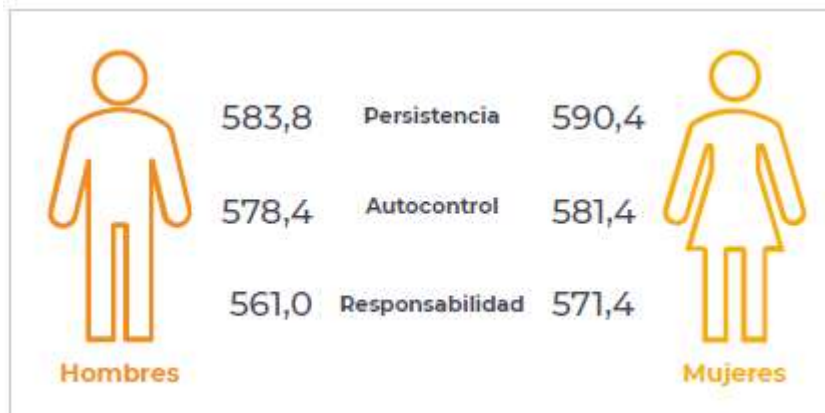 583,8 Persistencia 590,4
578,4 Autocontrol 581,4
561,0 Responsabilidad 571,4
Hombres Mujeres